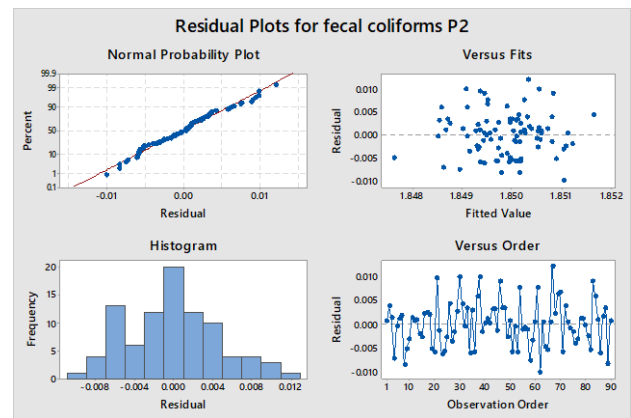 Residual Plots for fecal coliforms P2
Normal Probability Plot
Versus Fits
99.9
99
90
50
10
1
0.1
Percent
-0.01 0.00 0.01
Residual
0.010
0.005
0.000
-0.005
-0.010
Residual
1.848 1.849 1.850 1.851 1.852
Fitted Value
Histogram
Versus Order
20
15
10
5
0
Frequency
-0.008 -0.004 0.000 0.004 0.008 0.012
Residual
0.010
0.005
0.000
-0.005
-0.010
Residual
1 10 20 30 40 50 60 70 80 90
Observation Order